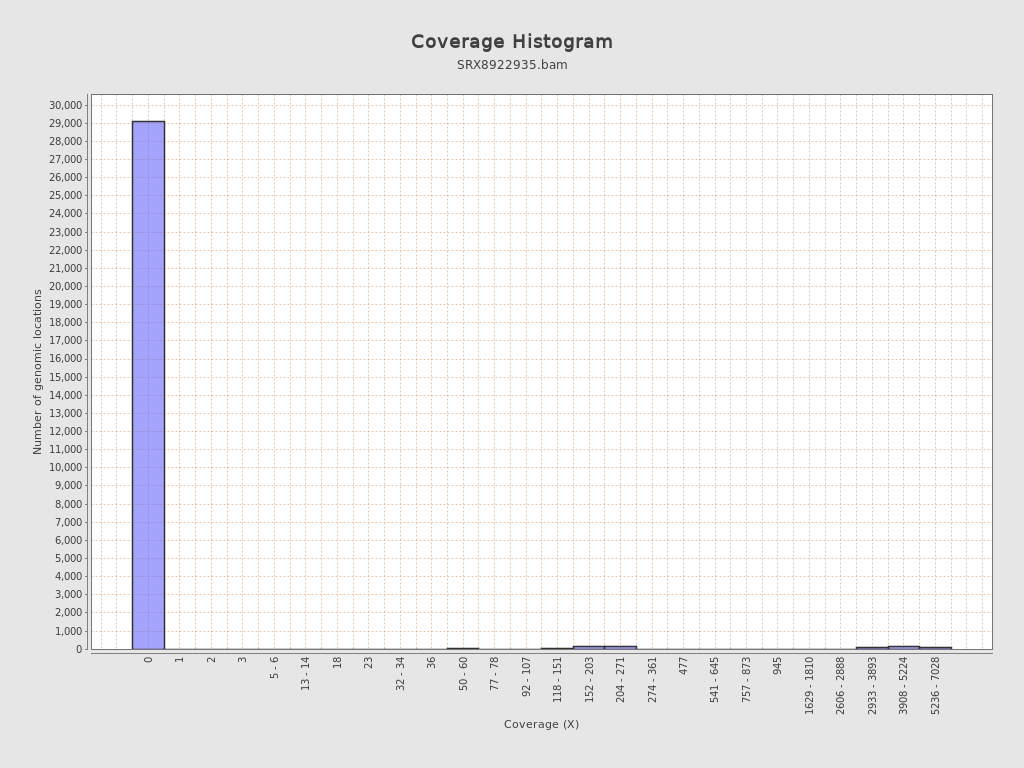 Coverage Histogram
SRX8922935.bam
Number of genomic locations
30,000
29,000
28,000
27,000
26,000
25,000
24,000
23,000
22,000
21,000
20,000
19,000
18,000
17,000
16,000
15,000
14,000
13,000
12,000
11,000
10,000
9,000
8,000
7,000
6,000
5,000
4,000
3,000
2,000
1,000
0
0
1
2
3
5 - 6
13 - 14
18
23
32 - 34
36
50 - 60
77 - 78
92 - 107
118 - 151
152 - 203
204 - 271
274 - 361
477
541 - 645
757 - 873
945
1629 - 1810
2606 - 2888
2933 - 3893
3908 - 5224
5236 - 7028
Coverage (X)